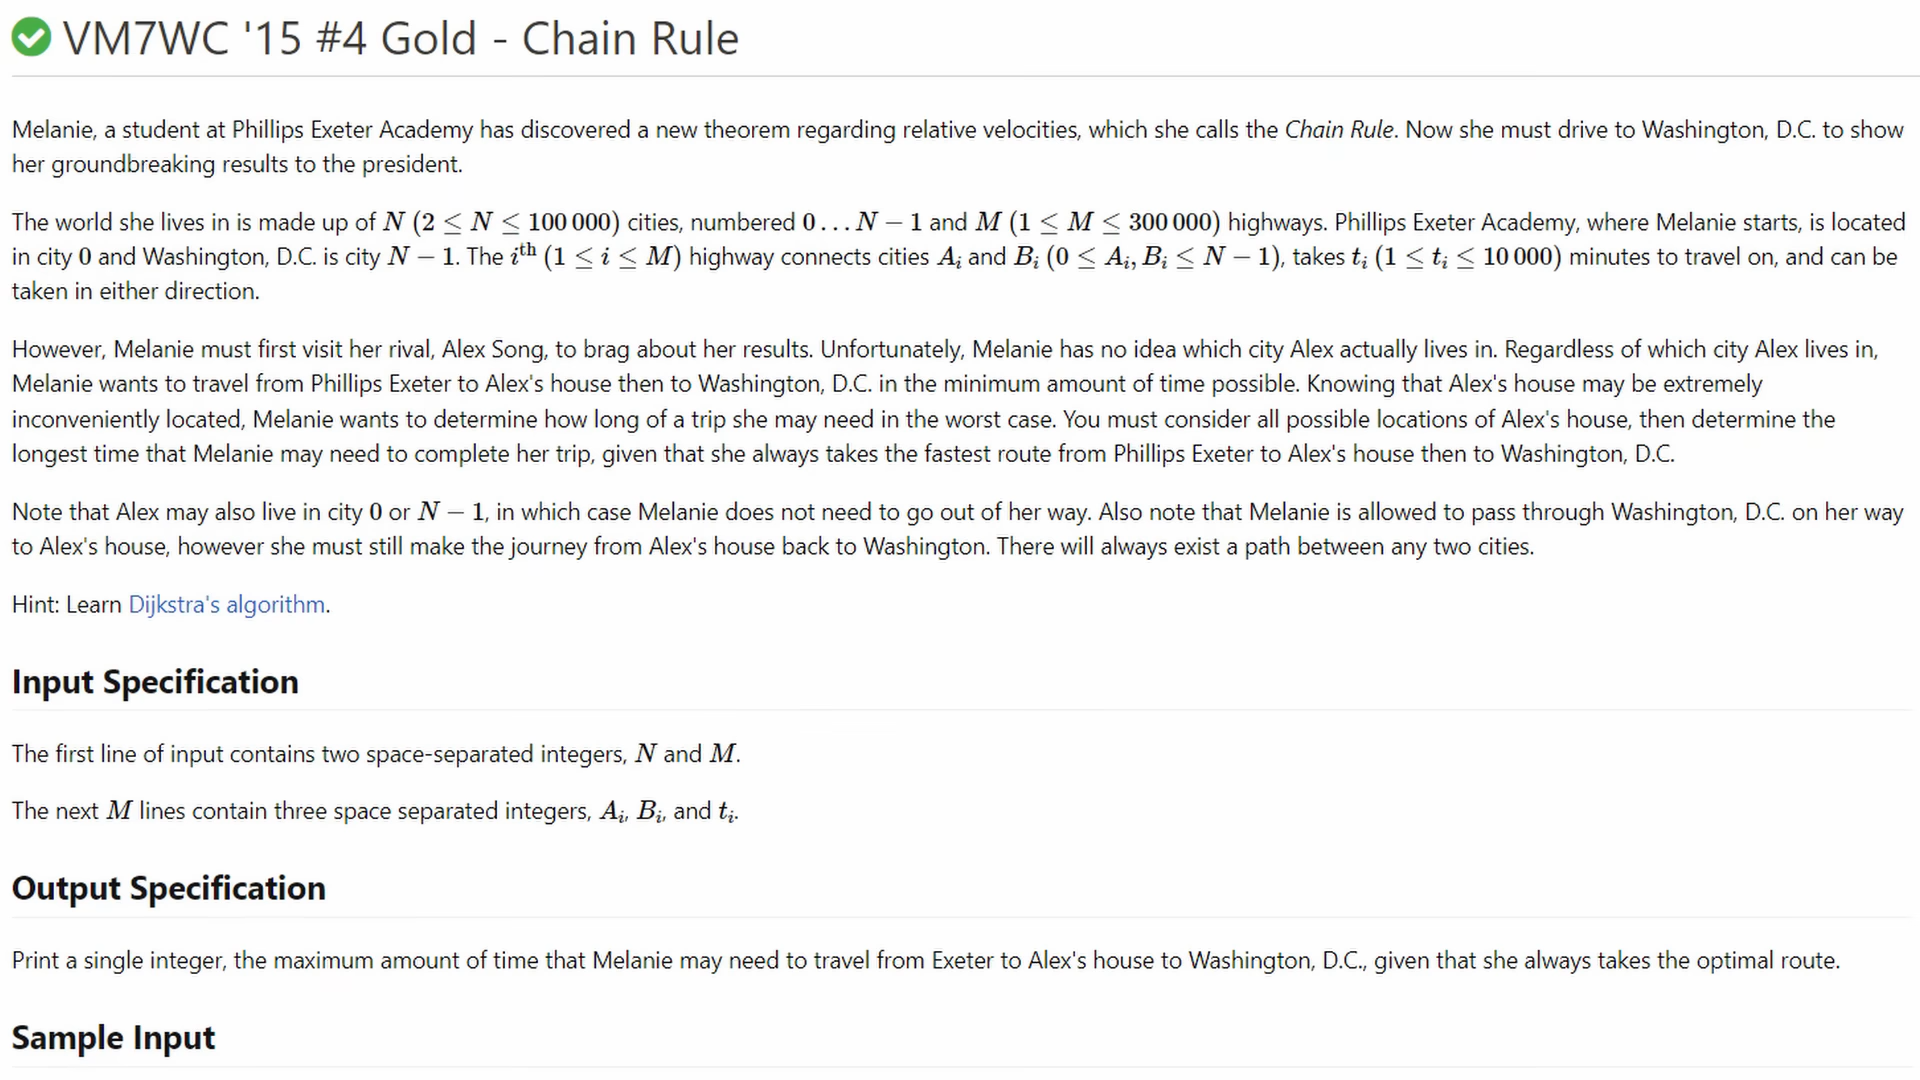 VM7WC '15 #4 Gold - Chain Rule
Melanie, a student at Phillips Exeter Academy has discovered a new theorem regarding relative velocities, which she calls the Chain Rule. Now she must drive to Washington, D.C. to show
her groundbreaking results to the president.
The world she lives in is made up of N (2 ≤ N ≤ 100 000) cities, numbered 0…N − 1 and M (1 ≤ M ≤ 300 000) highways. Phillips Exeter Academy, where Melanie starts, is located
in city 0 and Washington, D.C. is city N − 1. The i^th (1 ≤ i ≤ M) highway connects cities A_i and B_i (0 ≤ A_i, B_i ≤ N − 1), takes t_i (1 ≤ t_i ≤ 10 000) minutes to travel on, and can be
taken in either direction.
However, Melanie must first visit her rival, Alex Song, to brag about her results. Unfortunately, Melanie has no idea which city Alex actually lives in. Regardless of which city Alex lives in,
Melanie wants to travel from Phillips Exeter to Alex's house then to Washington, D.C. in the minimum amount of time possible. Knowing that Alex's house may be extremely
inconveniently located, Melanie wants to determine how long of a trip she may need in the worst case. You must consider all possible locations of Alex's house, then determine the
longest time that Melanie may need to complete her trip, given that she always takes the fastest route from Phillips Exeter to Alex's house then to Washington, D.C.
Note that Alex may also live in city 0 or N − 1, in which case Melanie does not need to go out of her way. Also note that Melanie is allowed to pass through Washington, D.C. on her way
to Alex's house, however she must still make the journey from Alex's house back to Washington. There will always exist a path between any two cities.
Hint: Learn Dijkstra's algorithm.
Input Specification
The first line of input contains two space-separated integers, N and M.
The next M lines contain three space separated integers, A_i, B_i, and t_i.
Output Specification
Print a single integer, the maximum amount of time that Melanie may need to travel from Exeter to Alex's house to Washington, D.C., given that she always takes the optimal route.
Sample Input